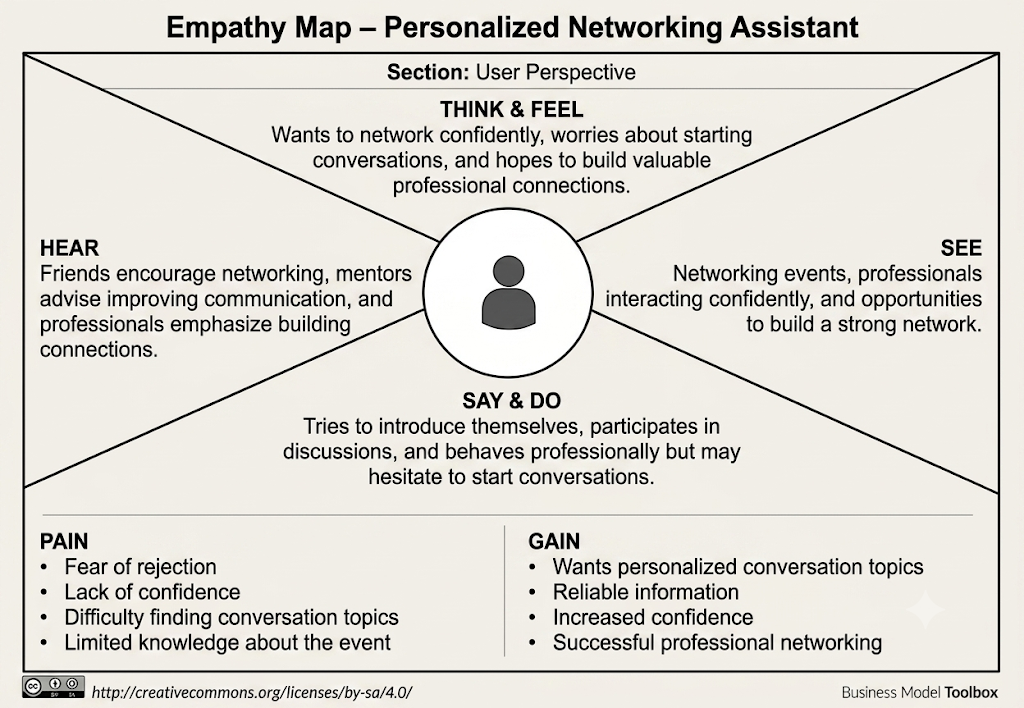 Empathy Map – Personalized Networking Assistant
Section: User Perspective
THINK & FEEL
Wants to network confidently, worries about starting
conversations, and hopes to build valuable
professional connections.
HEAR
Friends encourage networking, mentors
advise improving communication, and
professionals emphasize building
connections.
SEE
Networking events, professionals
interacting confidently, and opportunities
to build a strong network.
SAY & DO
Tries to introduce themselves, participates in
discussions, and behaves professionally but may
hesitate to start conversations.
PAIN
• Fear of rejection
• Lack of confidence
• Difficulty finding conversation topics
• Limited knowledge about the event
GAIN
• Wants personalized conversation topics
• Reliable information
• Increased confidence
• Successful professional networking
cc
http://creativecommons.org/licenses/by-sa/4.0/
Business Model Toolbox